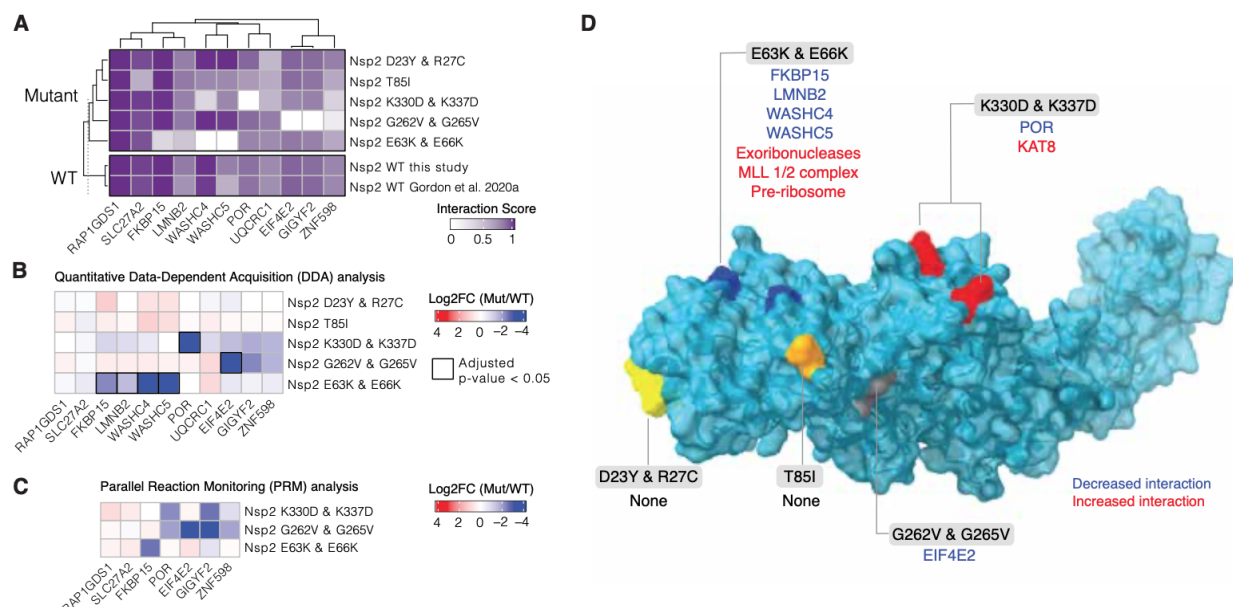 A
Nsp2 D23Y & R27C
Nsp2 T85I
Mutant
Nsp2 K330D & K337D
Nsp2 G262V & G265V
Nsp2 E63K & E66K
WT
Nsp2 WT this study
Nsp2 WT Gordon et al. 2020a
RAP1GDS1
SLC27A2
FKBP15
LMNB2
WASHC4
WASHC5
POR
UQCRC1
EIF4E2
GIGYF2
ZNF598
Interaction Score
0 0.5 1
B
Quantitative Data-Dependent Acquisition (DDA) analysis
Nsp2 D23Y & R27C
Nsp2 T85I
Nsp2 K330D & K337D
Nsp2 G262V & G265V
Nsp2 E63K & E66K
RAP1GDS1
SLC27A2
FKBP15
LMNB2
WASHC4
WASHC5
POR
UQCRC1
EIF4E2
GIGYF2
ZNF598
Log2FC (Mut/WT)
4 2 0 −2 −4
Adjusted
p-value < 0.05
C
Parallel Reaction Monitoring (PRM) analysis
Nsp2 K330D & K337D
Nsp2 G262V & G265V
Nsp2 E63K & E66K
RAP1GDS1
SLC27A2
FKBP15
POR
EIF4E2
GIGYF2
ZNF598
Log2FC (Mut/WT)
4 2 0 −2 −4
D
E63K & E66K
FKBP15
LMNB2
WASHC4
WASHC5
Exoribonucleases
MLL 1/2 complex
Pre-ribosome
K330D & K337D
POR
KAT8
D23Y & R27C
None
T85I
None
G262V & G265V
EIF4E2
Decreased interaction
Increased interaction